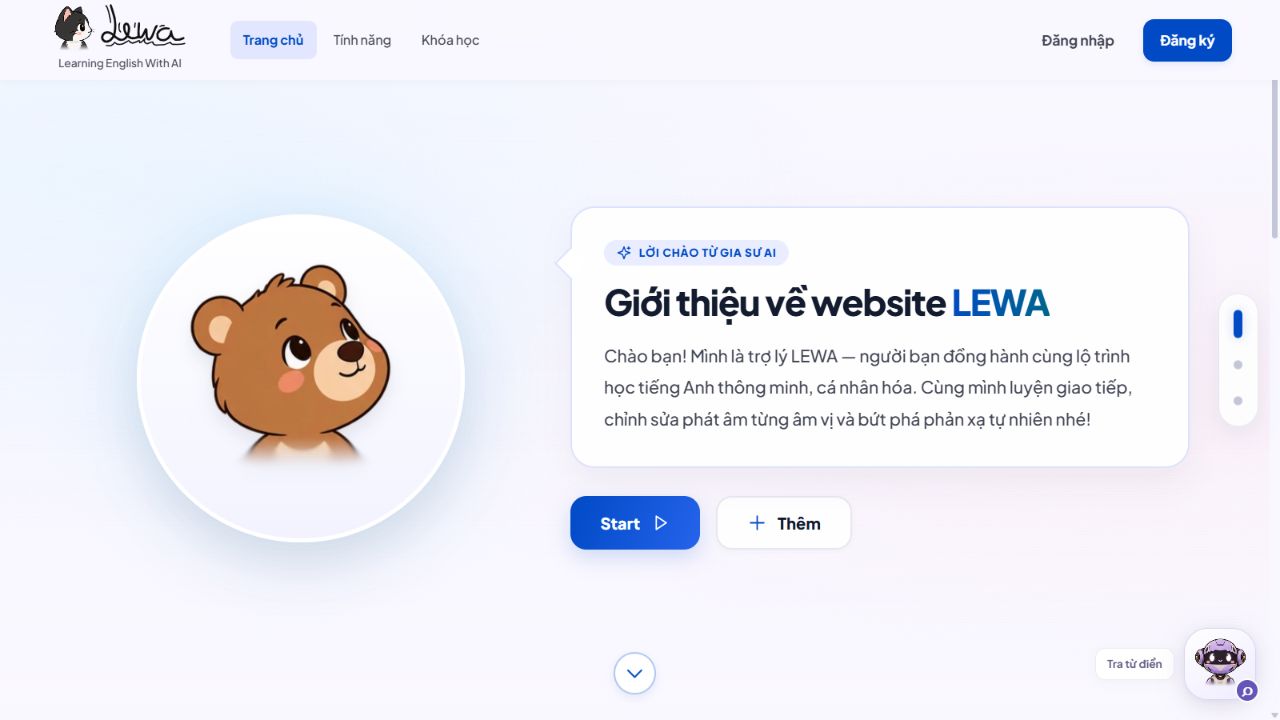 Lewa
Learning English With AI
Trang chủ
Tính năng
Khóa học
Đăng nhập
Đăng ký
LỜI CHÀO TỪ GIA SƯ AI
Giới thiệu về website LEWA
Chào bạn! Mình là trợ lý LEWA — người bạn đồng hành cùng lộ trình
học tiếng Anh thông minh, cá nhân hóa. Cùng mình luyện giao tiếp,
chỉnh sửa phát âm từng âm vị và bứt phá phản xạ tự nhiên nhé!
Start
Thêm
Tra từ điển